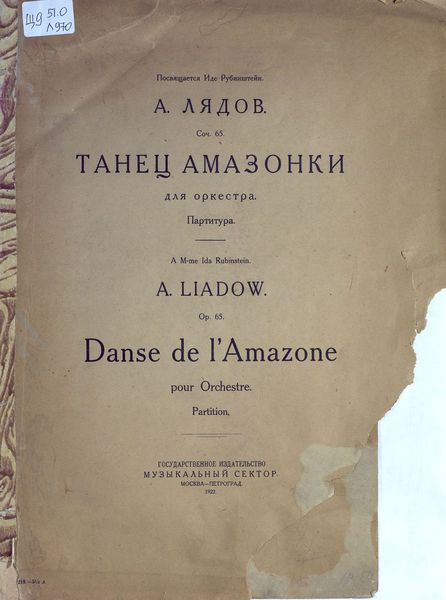 Щ9 51.0
Л970
Посвящается Иде Рубинштейн.
А. ЛЯДОВ.
Соч. 65.
ТАНЕЦ АМАЗОНКИ
для оркестра.
Партитура.
A M-me Ida Rubinstein.
A. LIADOW.
Op. 65.
Danse de l'Amazone
pour Orchestre.
Partition.
ГОСУДАРСТВЕННОЕ ИЗДАТЕЛЬСТВО
МУЗЫКАЛЬНЫЙ СЕКТОР.
МОСКВА—ПЕТРОГРАД.